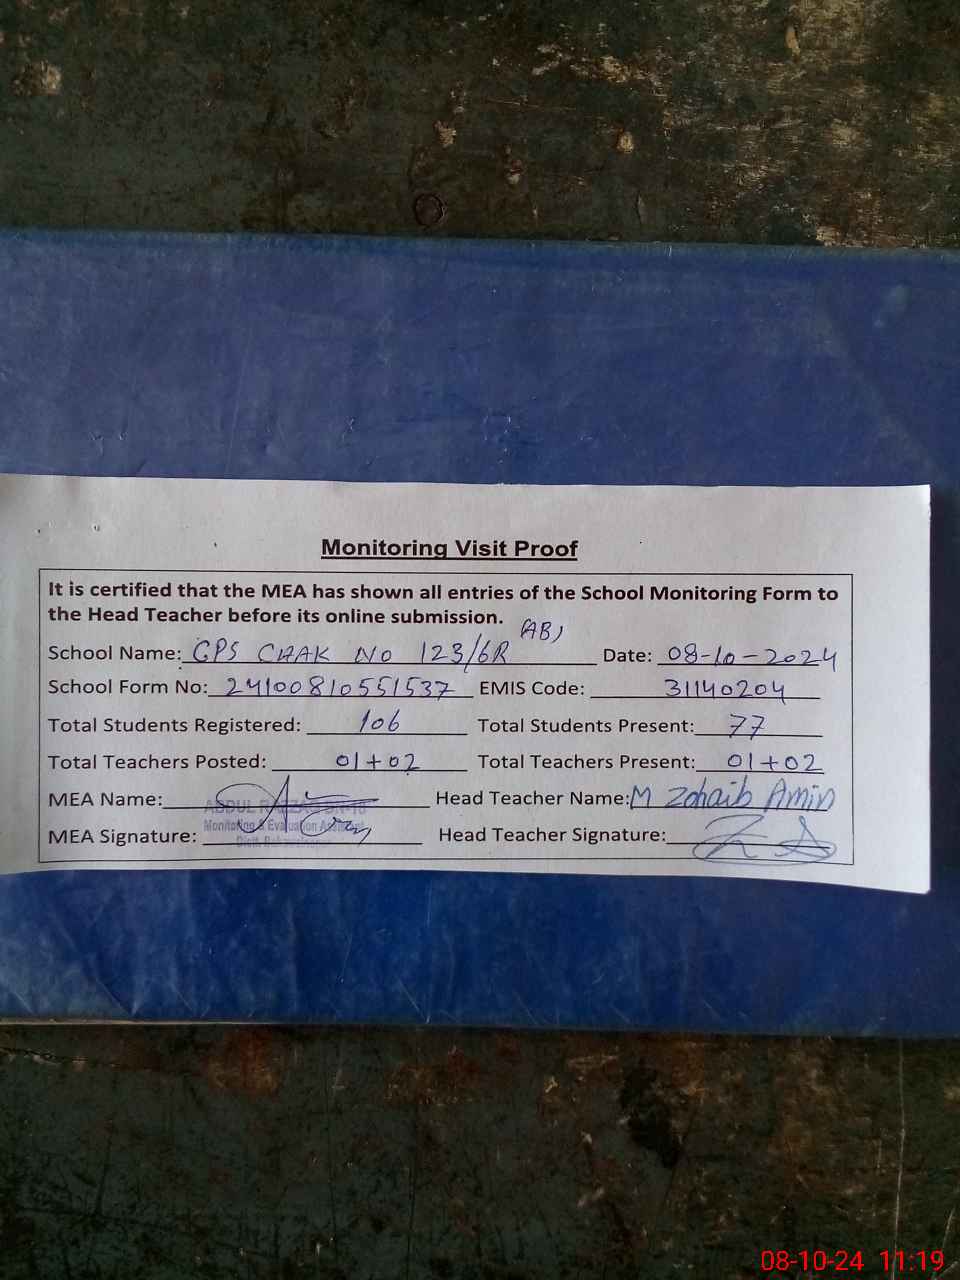 Monitoring Visit Proof
It is certified that the MEA has shown all entries of the School Monitoring Form to
the Head Teacher before its online submission.
(AB)
School Name: GPS CHAK NO 123/6R Date: 08-10-2024
School Form No: 24100810551537 EMIS Code: 31140204
Total Students Registered: 106 Total Students Present: 77
Total Teachers Posted: 01+02 Total Teachers Present: 01+02
MEA Name: ABDUL Head Teacher Name: M Zohaib Amin
Monitoring & Evaluation Assistant
MEA Signature: Head Teacher Signature:
08-10-24 11:19